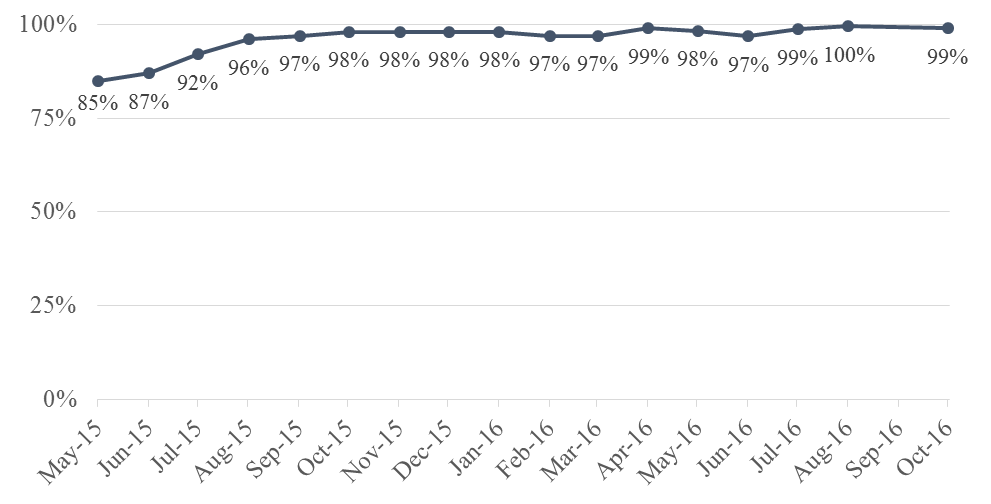 100%
75%
50%
25%
0%
85%
87%
92%
96%
97%
98%
98%
98%
98%
97%
97%
99%
98%
97%
99%
100%
99%
May-15
Jun-15
Jul-15
Aug-15
Sep-15
Oct-15
Nov-15
Dec-15
Jan-16
Feb-16
Mar-16
Apr-16
May-16
Jun-16
Jul-16
Aug-16
Sep-16
Oct-16